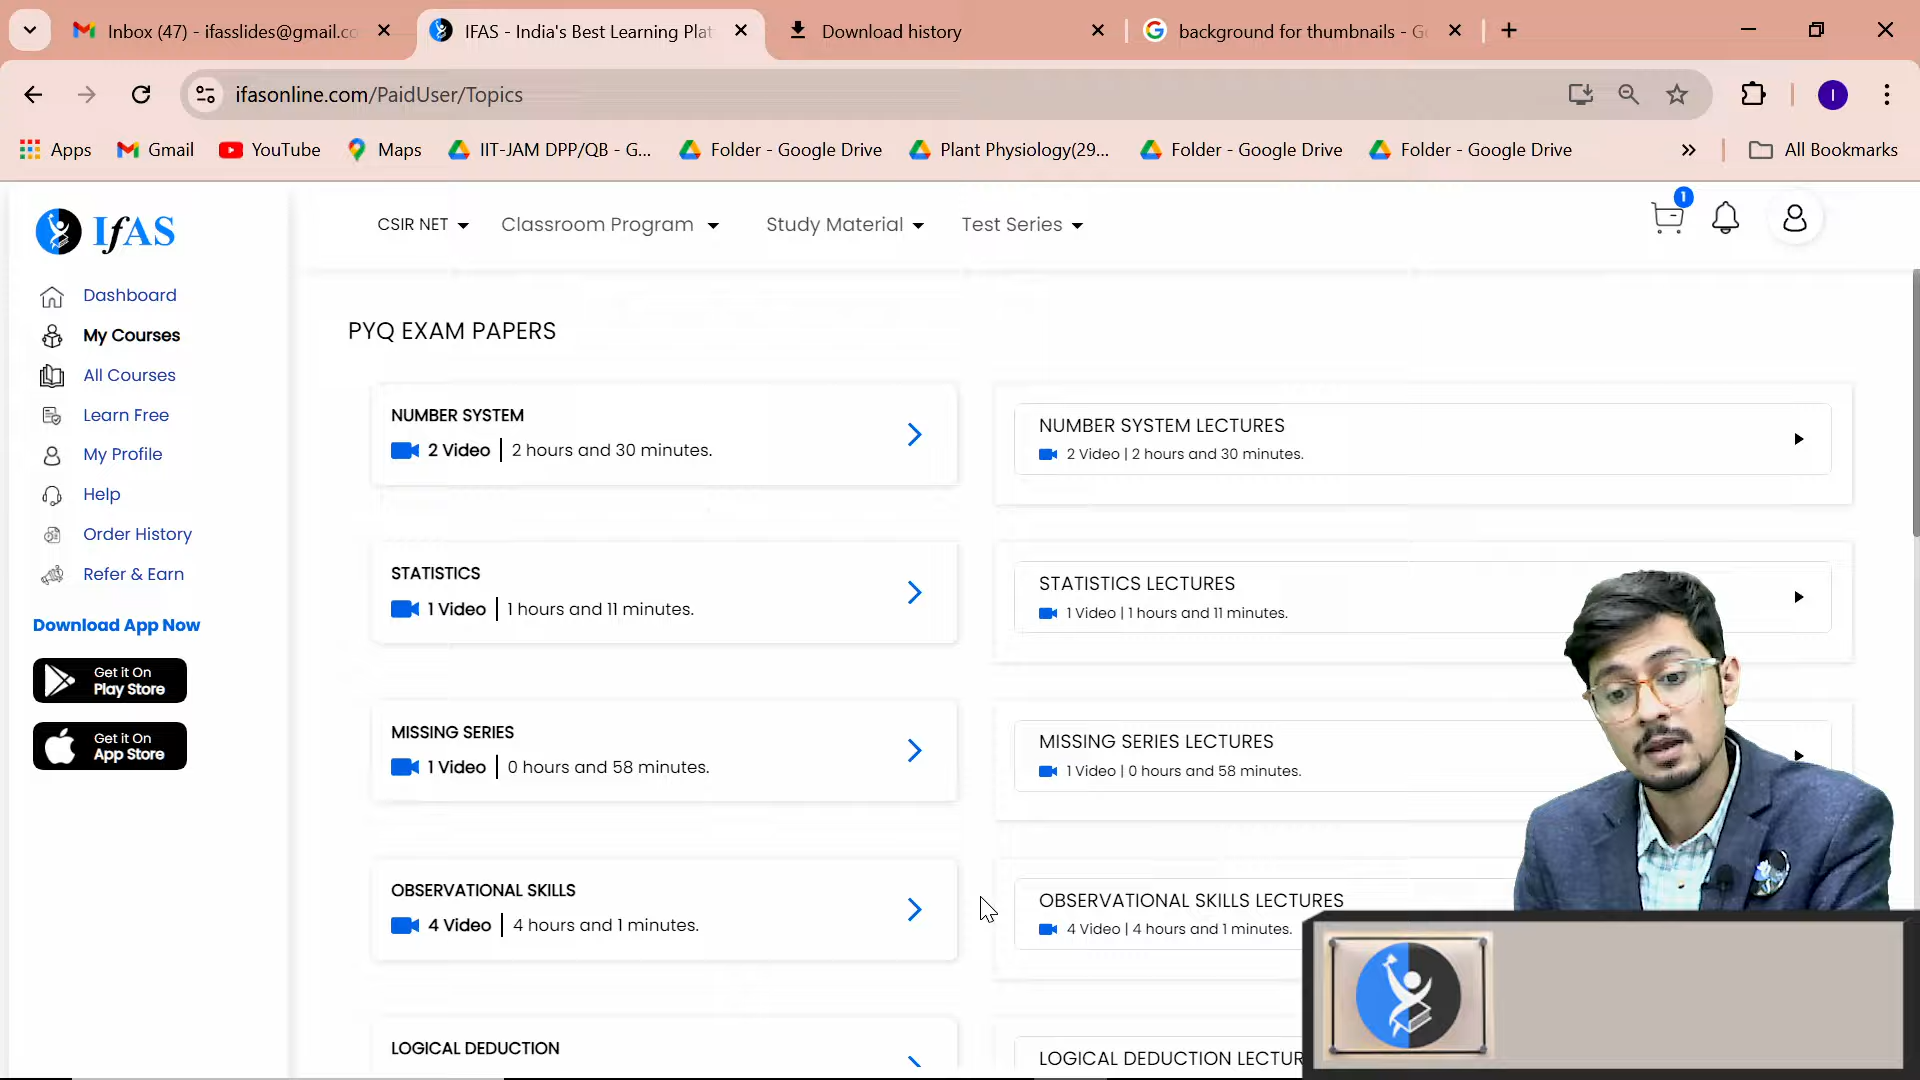 Inbox (47) - ifasslides@gmail.co
IFAS - India's Best Learning Plat
Download history
background for thumbnails - G
ifasonline.com/PaidUser/Topics
I
Apps
Gmail
YouTube
Maps
IIT-JAM DPP/QB - G...
Folder - Google Drive
Plant Physiology(29...
Folder - Google Drive
Folder - Google Drive
All Bookmarks
IfAS
CSIR NET
Classroom Program
Study Material
Test Series
1
Dashboard
My Courses
All Courses
Learn Free
My Profile
Help
Order History
Refer & Earn
Download App Now
Get it On
Play Store
Get it On
App Store
PYQ EXAM PAPERS
NUMBER SYSTEM
2 Video | 2 hours and 30 minutes.
NUMBER SYSTEM LECTURES
2 Video | 2 hours and 30 minutes.
STATISTICS
1 Video | 1 hours and 11 minutes.
STATISTICS LECTURES
1 Video | 1 hours and 11 minutes.
MISSING SERIES
1 Video | 0 hours and 58 minutes.
MISSING SERIES LECTURES
1 Video | 0 hours and 58 minutes.
OBSERVATIONAL SKILLS
4 Video | 4 hours and 1 minutes.
OBSERVATIONAL SKILLS LECTURES
4 Video | 4 hours and 1 minutes.
LOGICAL DEDUCTION
LOGICAL DEDUCTION LECTUR